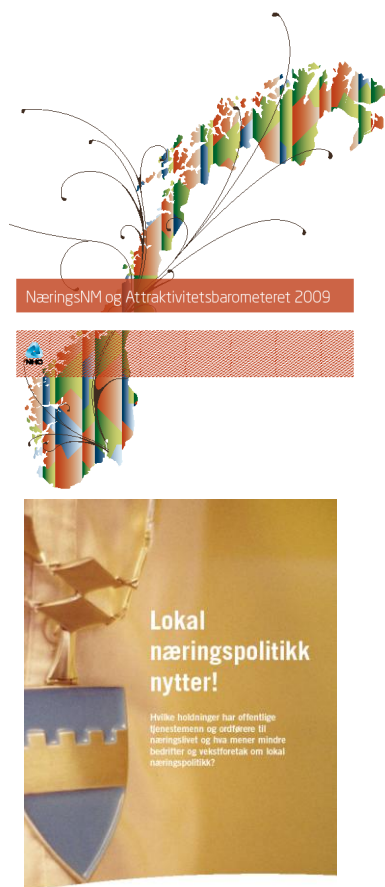 NæringsNM og Attraktivitetsbarometeret 2009
NHO
Lokal
næringspolitikk
nytter!
Hvilke holdninger har offentlige
tjenestemenn og ordførere til
næringslivet og hva mener mindre
bedrifter og vekstforetak om lokal
næringspolitikk?